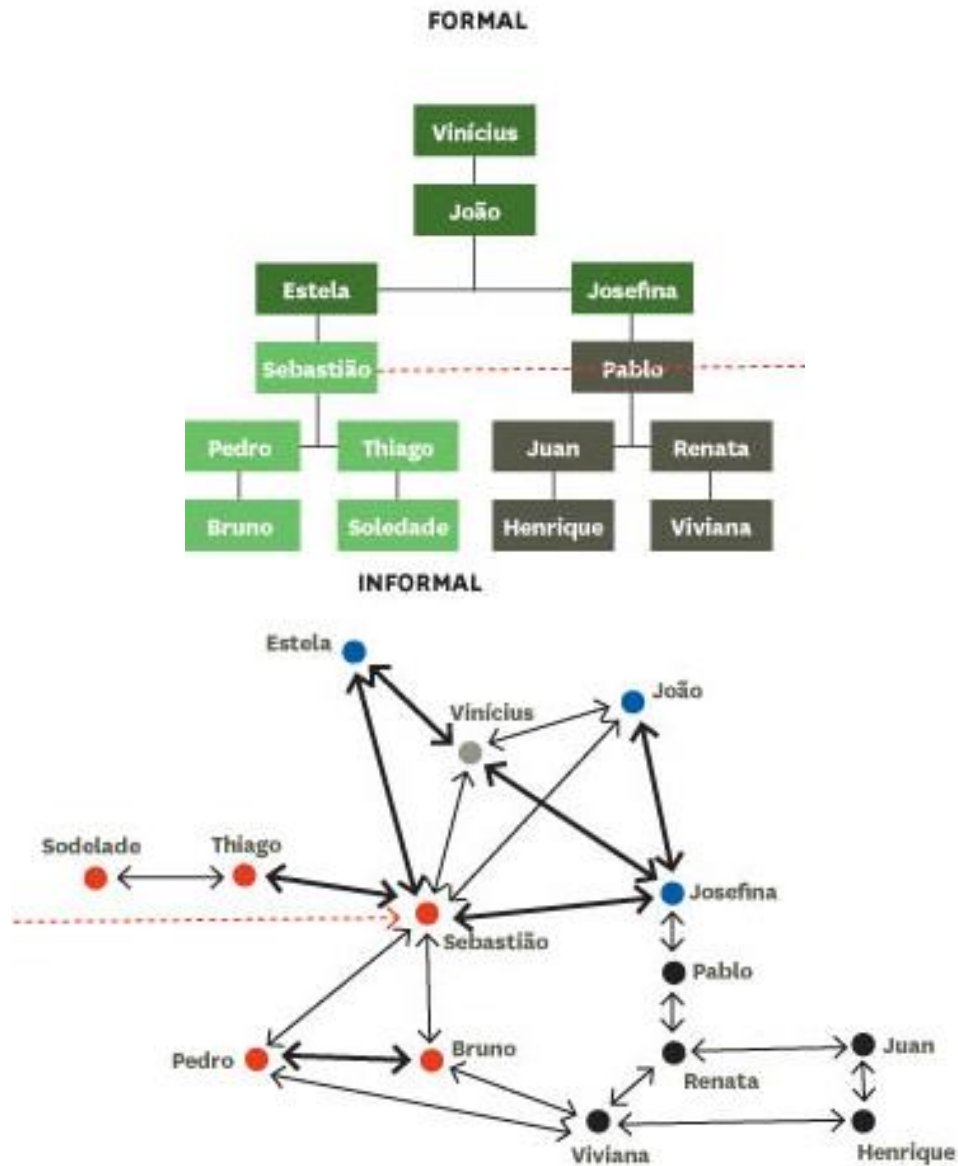 FORMAL
Vinícius
João
Estela Josefina
Sebastião Pablo
Pedro Thiago Juan Renata
Bruno Soledade Henrique Viviana
INFORMAL
Estela
João
Vinícius
Sodelade Thiago
Josefina
Sebastião
Pablo
Bruno
Pedro
Juan
Renata
Viviana
Henrique